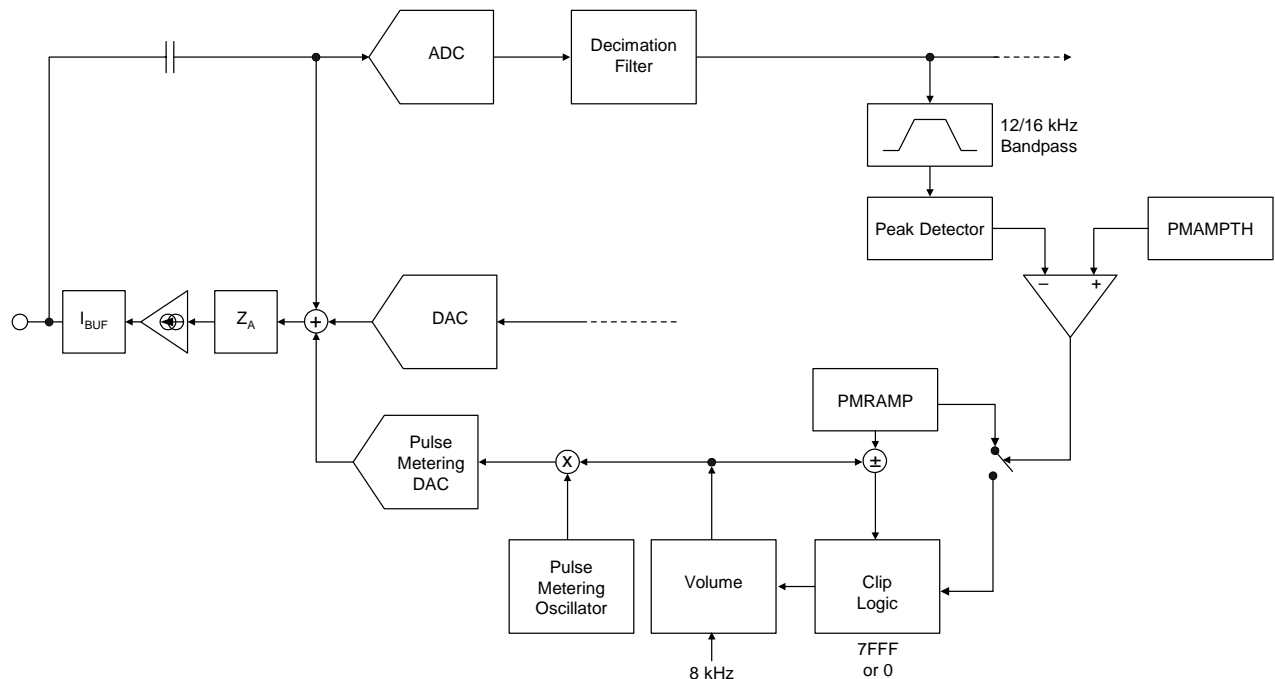 ADC
Decimation
Filter
12/16 kHz
Bandpass
Peak Detector
PMAMPTH
− +
I_BUF
Z_A
+
DAC
PMRAMP
Pulse
Metering
DAC
X
±
Pulse
Metering
Oscillator
Volume
Clip
Logic
8 kHz
7FFF
or 0